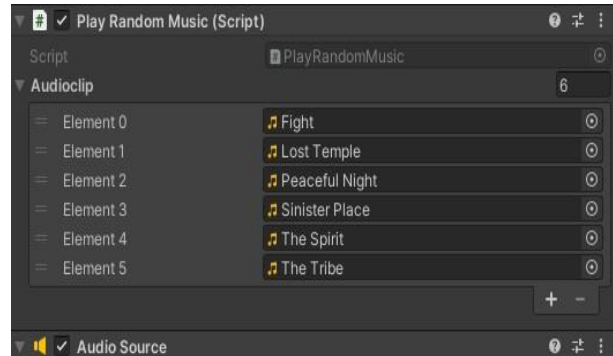 Play Random Music (Script)
Script PlayRandomMusic
Audioclip 6
Element 0 Fight
Element 1 Lost Temple
Element 2 Peaceful Night
Element 3 Sinister Place
Element 4 The Spirit
Element 5 The Tribe
+ -
Audio Source